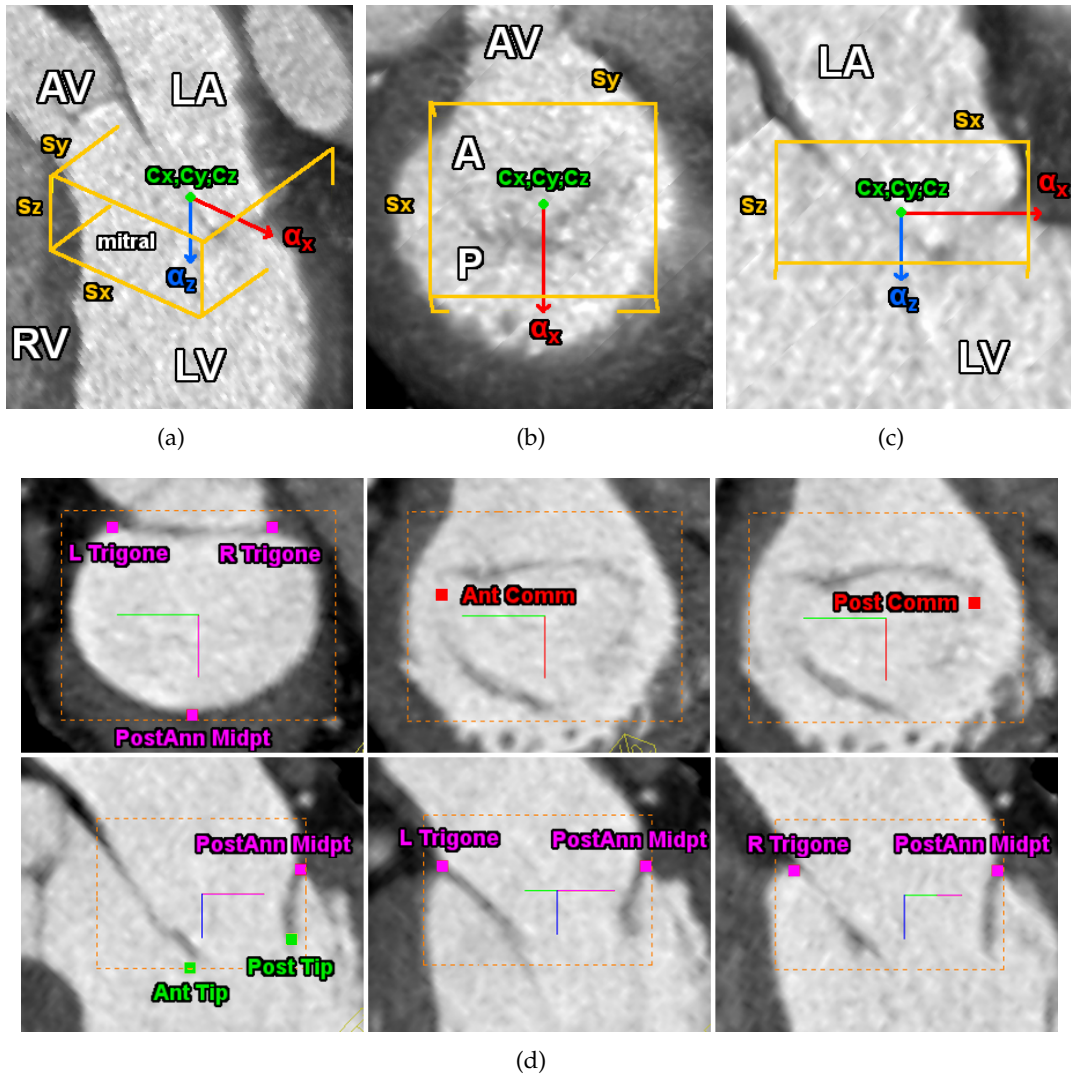 AV LA
Sy
Cx,Cy,Cz
Sz
mitral
αx
αz
Sx
RV
LV
(a)
AV
Sy
A
Cx,Cy,Cz
Sx
P
αx
(b)
LA
Sx
αx
Cx,Cy,Cz
Sz
αz
LV
(c)
L Trigone R Trigone
PostAnn Midpt
Ant Comm
Post Comm
PostAnn Midpt
Post Tip
Ant Tip
L Trigone PostAnn Midpt
R Trigone PostAnn Midpt
(d)